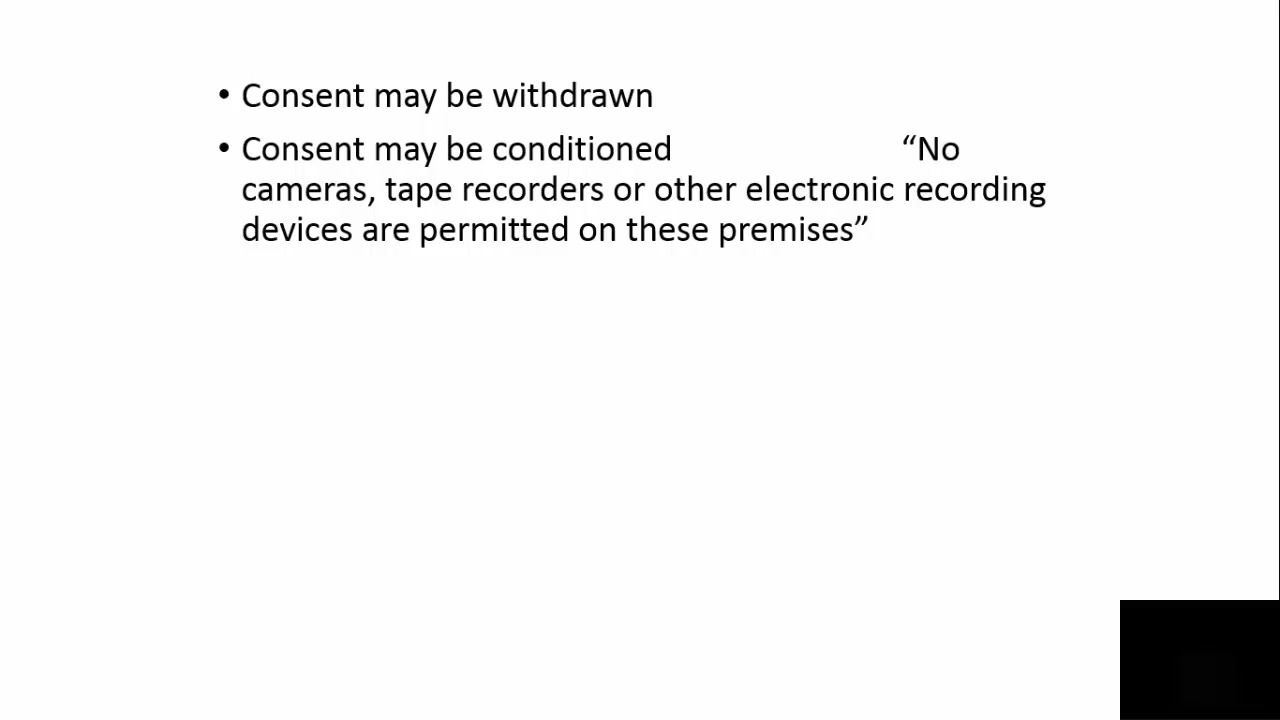 • Consent may be withdrawn
• Consent may be conditioned “No
cameras, tape recorders or other electronic recording
devices are permitted on these premises”